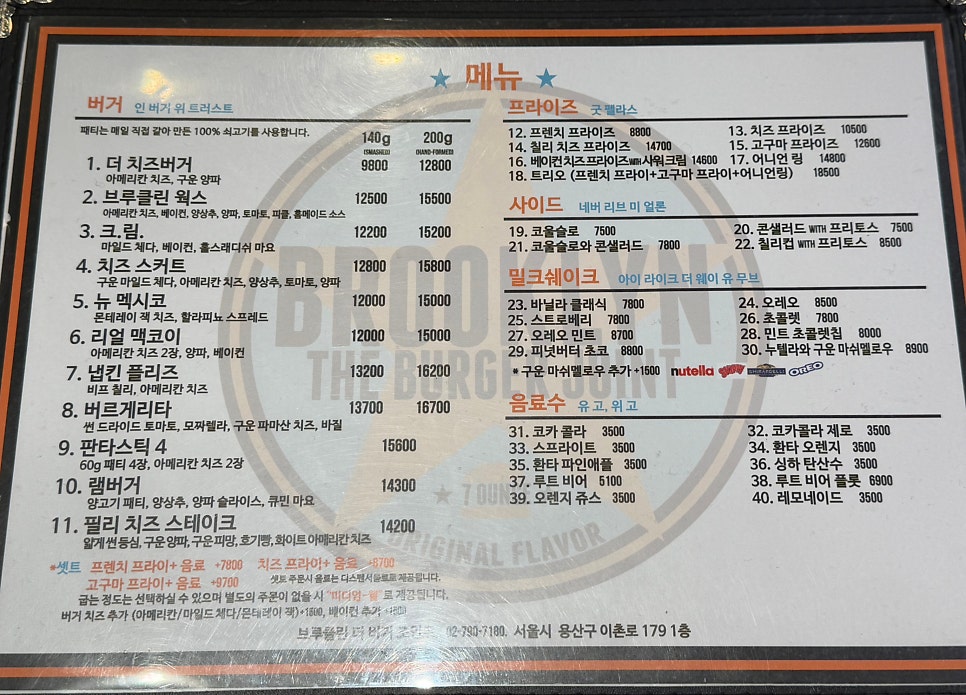 메뉴
버거 인 버거 위 트러스트
패티는 매일 직접 갈아 만든 100% 쇠고기를 사용합니다.
140g 200g
(SMASHED) (HAND-FORMED)
1. 더 치즈버거 9800 12800
아메리칸 치즈, 구운 양파
2. 브루클린 웍스 12500 15500
아메리칸 치즈, 베이컨, 양상추, 양파, 토마토, 피클, 홈메이드 소스
3. 크.림. 12200 15200
마일드 체다, 베이컨, 홀스래디쉬 마요
4. 치즈 스커트 12800 15800
구운 마일드 체다, 아메리칸 치즈, 양상추, 토마토, 양파
5. 뉴 멕시코 12000 15000
몬테레이 잭 치즈, 할라피뇨 스프레드
6. 리얼 맥코이 12000 15000
아메리칸 치즈 2장, 양파, 베이컨
7. 냅킨 플리즈 13200 16200
비프 칠리, 아메리칸 치즈
8. 버르게리타 13700 16700
썬 드라이드 토마토, 모짜렐라, 구운 파마산 치즈, 바질
9. 판타스틱 4 15600
60g 패티 4장, 아메리칸 치즈 2장
10. 램버거 14300
양고기 패티, 양상추, 양파 슬라이스, 큐민 마요
11. 필리 치즈 스테이크 14200
얇게 썬 등심, 구운 양파, 구운 피망, 호기빵, 화이트 아메리칸 치즈
*셋트 프렌치 프라이+ 음료 +7800 치즈 프라이+ 음료 +8700
고구마 프라이+ 음료 +9700 셋트 주문시 음료는 디스펜서 음료로 제공됩니다.
굽는 정도는 선택하실 수 있으며 별도의 주문이 없을 시 "미디엄-웰"로 제공됩니다.
버거 치즈 추가 (아메리칸/마일드 체다/몬테레이 잭) +1500, 베이컨 추가
프라이즈 굿 펠라스
12. 프렌치 프라이즈 8800 13. 치즈 프라이즈 10500
14. 칠리 치즈 프라이즈 14700 15. 고구마 프라이즈 12600
16. 베이컨 치즈 프라이즈 WITH 사워크림 14600 17. 어니언 링 14800
18. 트리오 (프렌치 프라이+고구마 프라이+어니언링) 18500
사이드 네버 리브 미 얼론
19. 코울슬로 7500 20. 콘샐러드 WITH 프리토스 7500
21. 코울슬로와 콘샐러드 7800 22. 칠리컵 WITH 프리토스 8500
밀크쉐이크 아이 라이크 더 웨이 유 무브
23. 바닐라 클래식 7800 24. 오레오 8500
25. 스트로베리 7800 26. 초콜렛 7800
27. 오레오 민트 8700 28. 민트 초콜렛칩 8000
29. 피넛버터 초코 8800 30. 누텔라와 구운 마쉬멜로우 8900
* 구운 마쉬멜로우 추가 +1500 nutella GHIRARDELLI OREO
음료수 유 고, 위 고
31. 코카 콜라 3500 32. 코카콜라 제로 3500
33. 스프라이트 3500 34. 환타 오렌지 3500
35. 환타 파인애플 3500 36. 싱하 탄산수 3500
37. 루트 비어 5100 38. 루트 비어 플롯 6900
39. 오렌지 쥬스 3500 40. 레모네이드 3500
BROOKLYN
THE BURGER JOINT
7 OUN
ORIGINAL FLAVOR
브루클린 더 버거 조인트 02-790-7180. 서울시 용산구 이촌로 179 1층